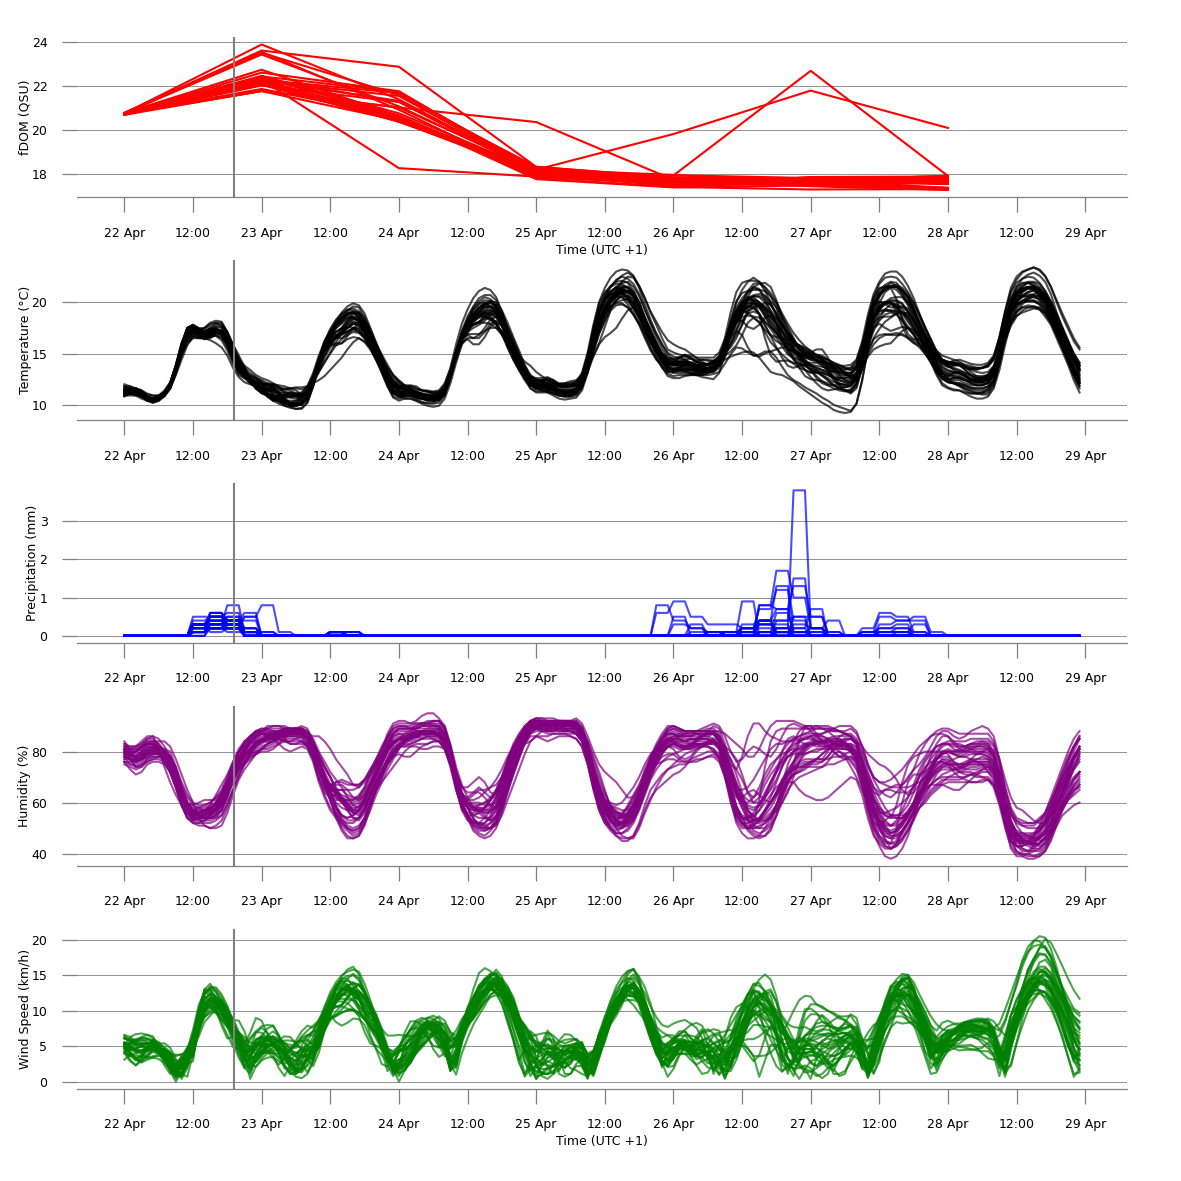 24
22
20
18
fDOM (QSU)
22 Apr 12:00 23 Apr 12:00 24 Apr 12:00 25 Apr 12:00 26 Apr 12:00 27 Apr 12:00 28 Apr 12:00 29 Apr
Time (UTC +1)
20
15
10
Temperature (°C)
22 Apr 12:00 23 Apr 12:00 24 Apr 12:00 25 Apr 12:00 26 Apr 12:00 27 Apr 12:00 28 Apr 12:00 29 Apr
3
2
1
0
Precipitation (mm)
22 Apr 12:00 23 Apr 12:00 24 Apr 12:00 25 Apr 12:00 26 Apr 12:00 27 Apr 12:00 28 Apr 12:00 29 Apr
80
60
40
Humidity (%)
22 Apr 12:00 23 Apr 12:00 24 Apr 12:00 25 Apr 12:00 26 Apr 12:00 27 Apr 12:00 28 Apr 12:00 29 Apr
20
15
10
5
0
Wind Speed (km/h)
22 Apr 12:00 23 Apr 12:00 24 Apr 12:00 25 Apr 12:00 26 Apr 12:00 27 Apr 12:00 28 Apr 12:00 29 Apr
Time (UTC +1)